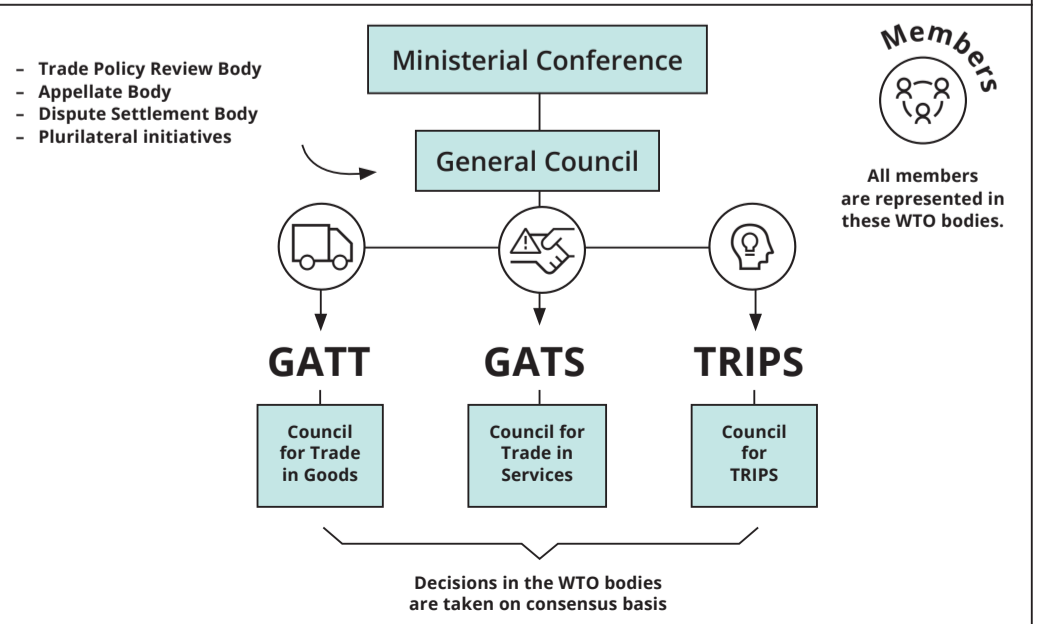 Ministerial Conference
– Trade Policy Review Body
– Appellate Body
– Dispute Settlement Body
– Plurilateral initiatives
General Council
Members
All members
are represented in
these WTO bodies.
GATT
GATS
TRIPS
Council
for Trade
in Goods
Council for
Trade in
Services
Council
for
TRIPS
Decisions in the WTO bodies
are taken on consensus basis